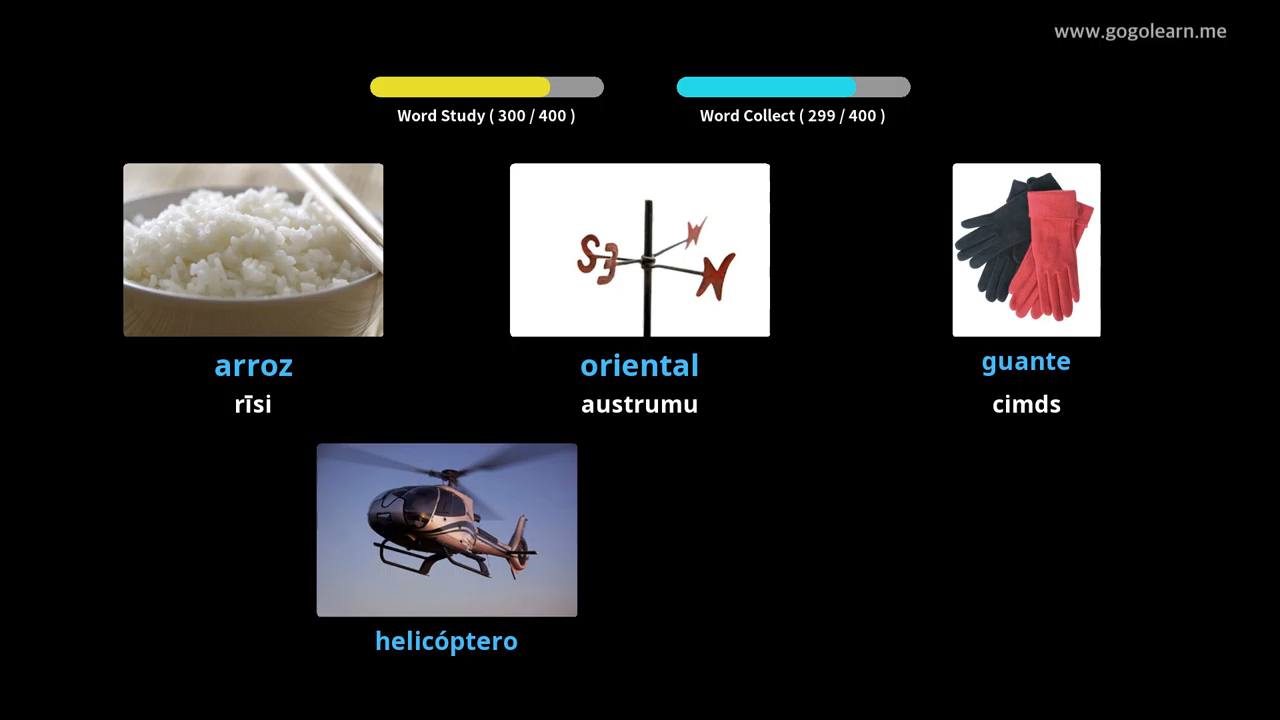 www.gogolearn.me
Word Study ( 300 / 400 )
Word Collect ( 299 / 400 )
arroz
rīsi
oriental
austrumu
guante
cimds
helicóptero